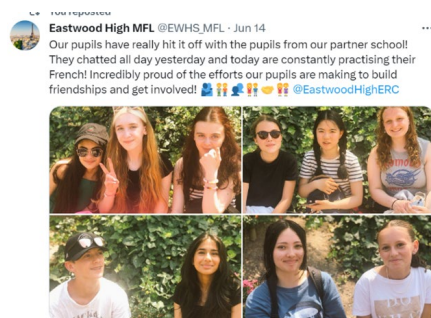 You reposted
Eastwood High MFL @EWHS_MFL · Jun 14
Our pupils have really hit it off with the pupils from our partner school!
They chatted all day yesterday and today are constantly practising their
French! Incredibly proud of the efforts our pupils are making to build
friendships and get involved! @EastwoodHighERC